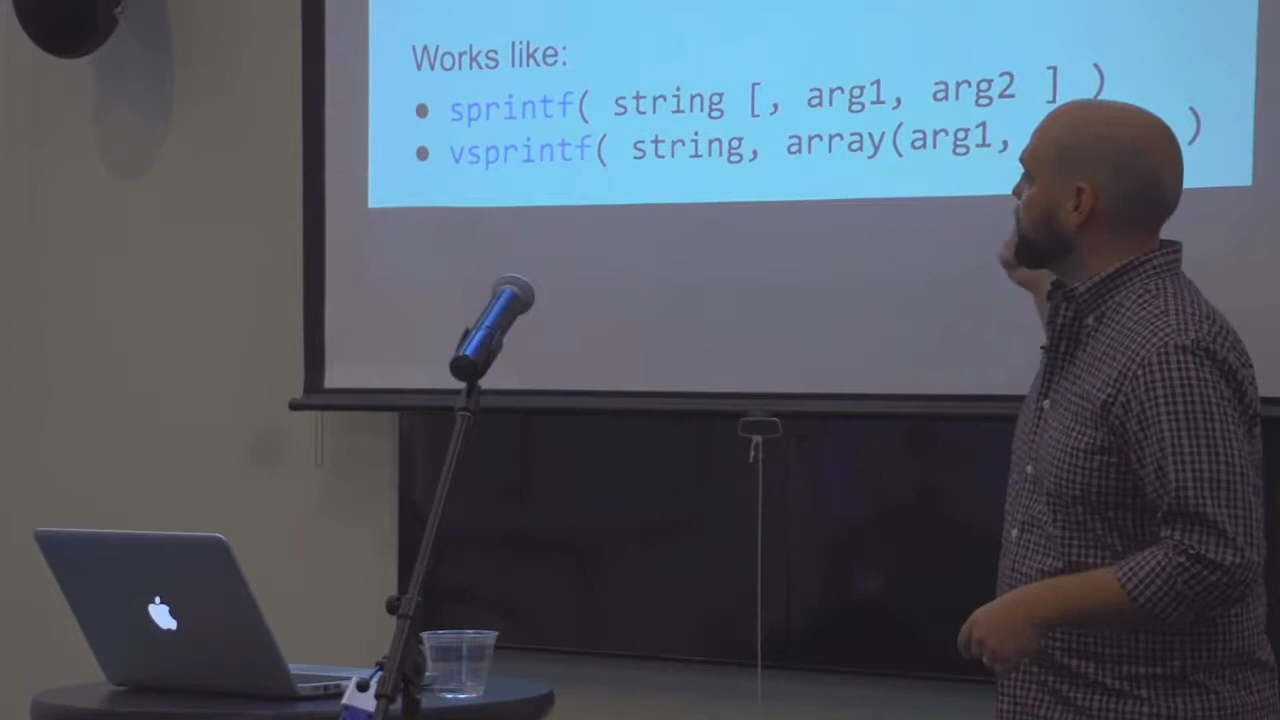 Works like:
• sprintf( string [, arg1, arg2 ] )
• vsprintf( string, array(arg1, )